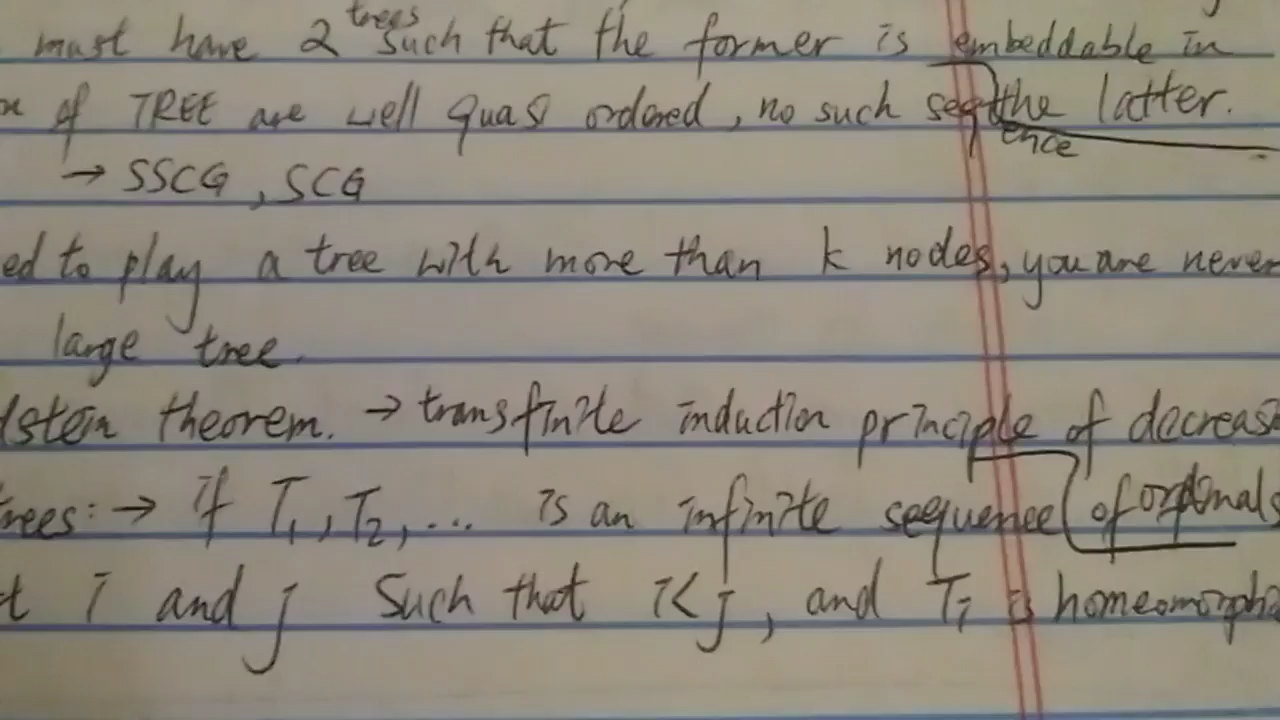 must have 2 trees such that the former is embeddable in
of TREE are well quasi ordered, no such sequence the latter.
→ SSCG, SCG
ed to play a tree with more than k nodes, you are never
large tree.
lstein theorem. → transfinite induction principle of decreas
rees: → if T₁, T₂, ... is an infinite sequence of ordinals
t i and j such that i<j, and Tᵢ is homeomorphi